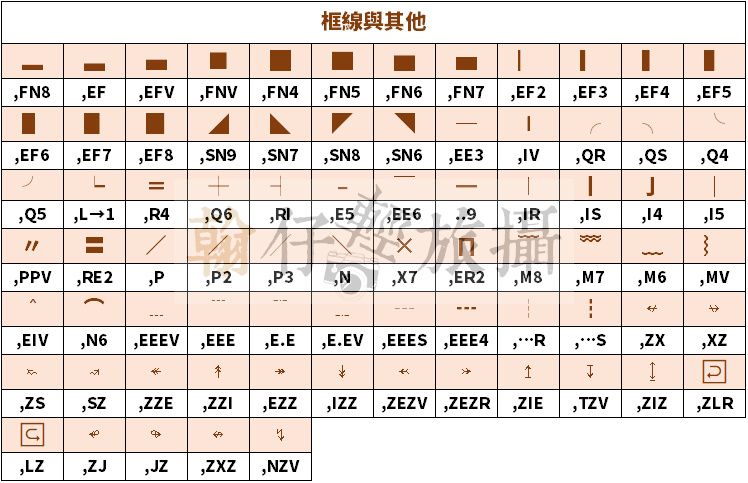 框線與其他
,FN8 ,EF ,EFV ,FNV ,FN4 ,FN5 ,FN6 ,FN7 ,EF2 ,EF3 ,EF4 ,EF5
,EF6 ,EF7 ,EF8 ,SN9 ,SN7 ,SN8 ,SN6 ,EE3 ,IV ,QR ,QS ,Q4
,Q5 ,L→1 ,R4 ,Q6 ,RI ,E5 ,EE6 ..9 ,IR ,IS ,I4 ,I5
翰仔輕旅攝
,PPV ,RE2 ,P ,P2 ,P3 ,N ,X7 ,ER2 ,M8 ,M7 ,M6 ,MV
,EIV ,N6 ,EEEV ,EEE ,E.E ,E.EV ,EEES ,EEE4 ,…R ,…S ,ZX ,XZ
,ZS ,SZ ,ZZE ,ZZI ,EZZ ,IZZ ,ZEZV ,ZEZR ,ZIE ,TZV ,ZIZ ,ZLR
,LZ ,ZJ ,JZ ,ZXZ ,NZV